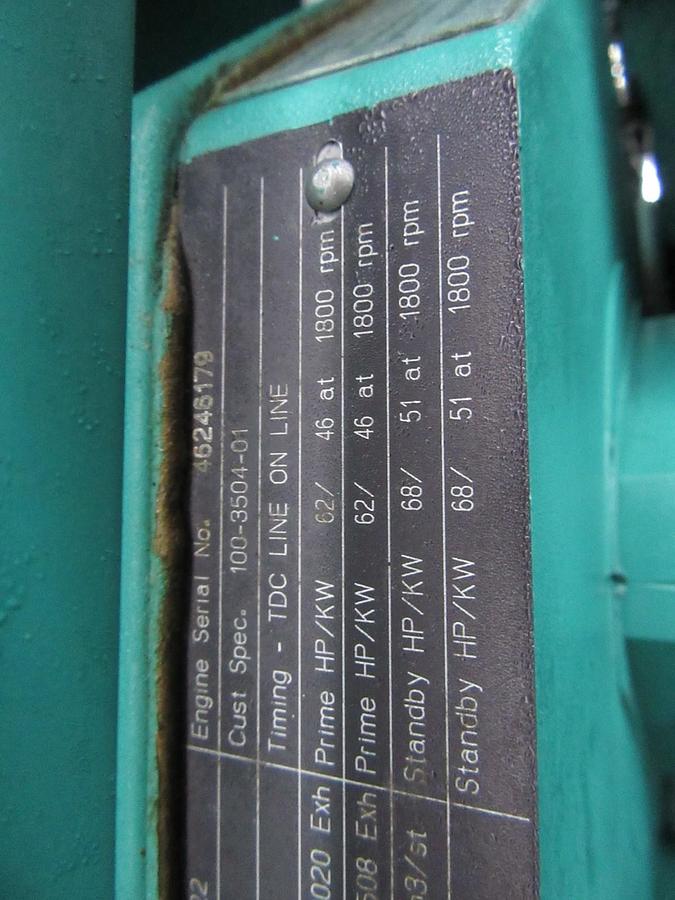 Engine Serial No. 46246179
Cust Spec. 100-3504-01
Timing - TDC LINE ON LINE
020 Exh Prime HP/KW 62/ 46 at 1800 rpm
508 Exh Prime HP/KW 62/ 46 at 1800 rpm
m3/st Standby HP/KW 68/ 51 at 1800 rpm
Standby HP/KW 68/ 51 at 1800 rpm